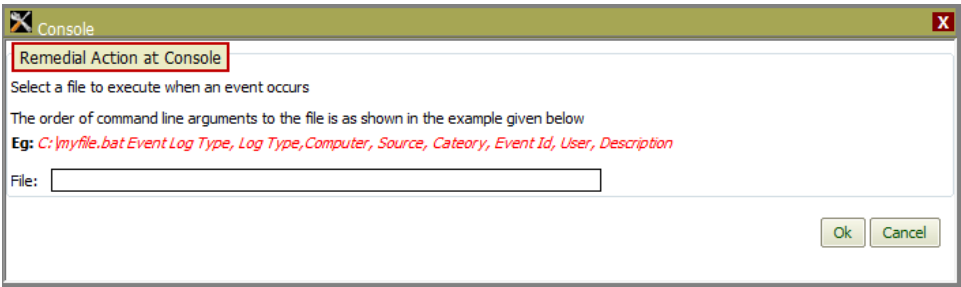 Console
X
Remedial Action at Console
Select a file to execute when an event occurs
The order of command line arguments to the file is as shown in the example given below
Eg: C:\myfile.bat Event Log Type, Log Type,Computer, Source, Cateory, Event Id, User, Description
File:
Ok Cancel